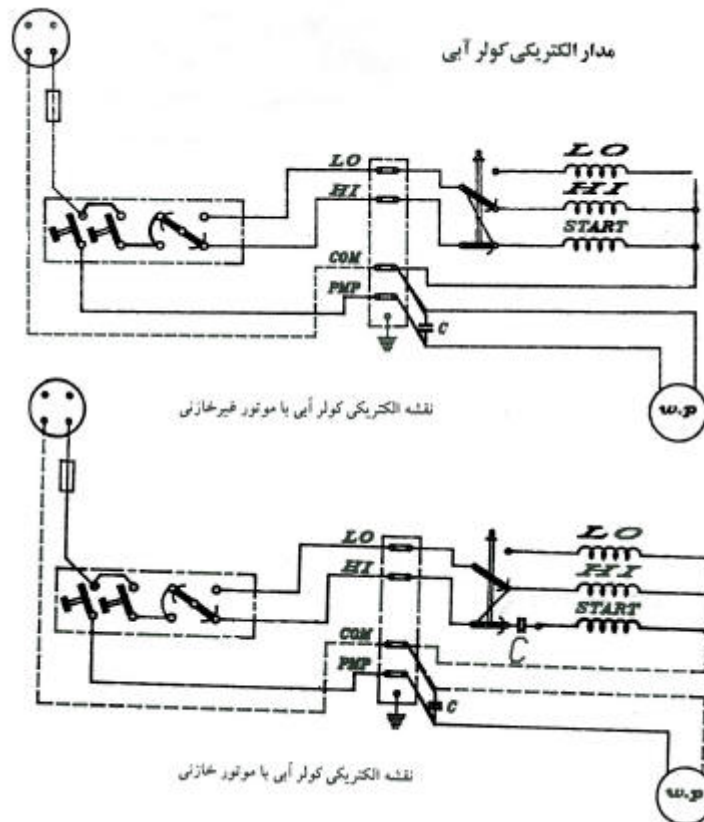 مدار الکتریکی کولر آبی
LO
HI
COM
PMP
C
LO
HI
START
w.p
نقشه الکتریکی کولر آبی با موتور غیرخازنی
LO
HI
COM
PMP
C
LO
HI
START
C
w.p
نقشه الکتریکی کولر آبی با موتور خازنی